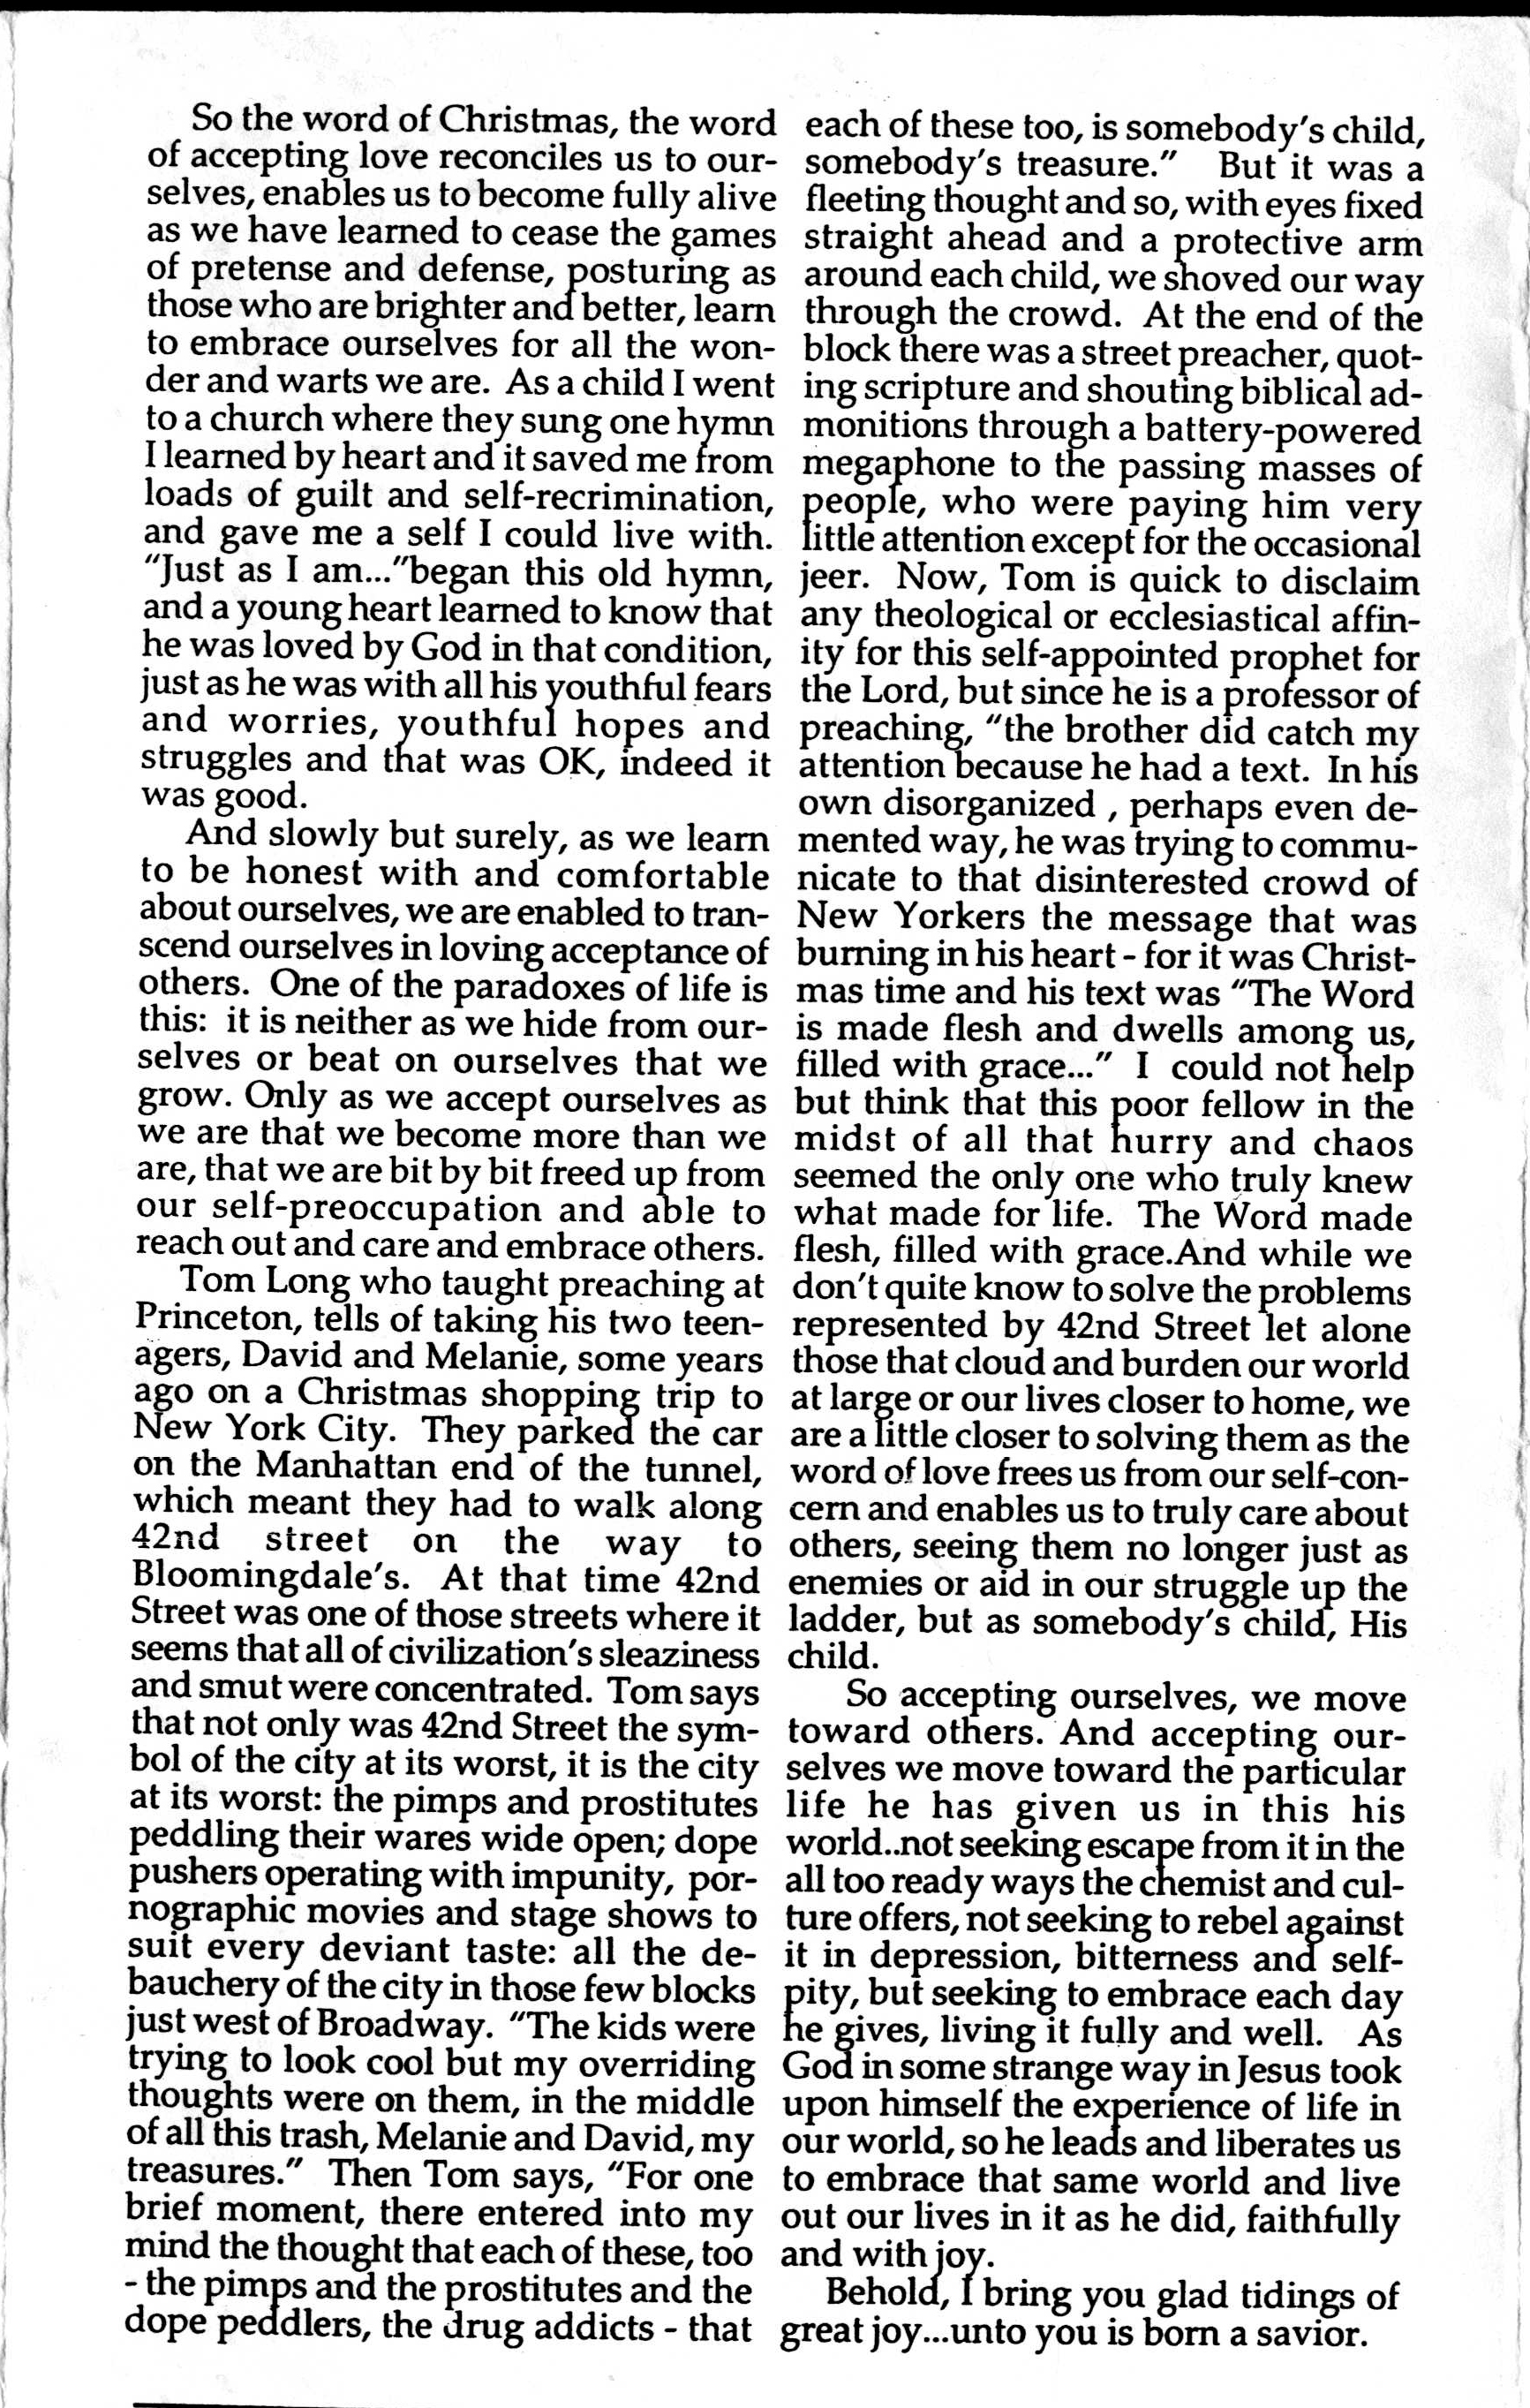 So the word of Christmas, the word
of accepting love reconciles us to our-
selves, enables us to become fully alive
as we have learned to cease the games
of pretense and defense, posturing as
those who are brighter and better, learn
to embrace ourselves for all the won-
der and warts we are. As a child I went
to a church where they sung one hymn
I learned by heart and it saved me from
loads of guilt and self-recrimination,
and gave me a self I could live with.
"Just as I am..."began this old hymn,
and a young heart learned to know that
he was loved by God in that condition,
just as he was with all his youthful fears
and worries, youthful hopes and
struggles and that was OK, indeed it
was good.
And slowly but surely, as we learn
to be honest with and comfortable
about ourselves, we are enabled to tran-
scend ourselves in loving acceptance of
others. One of the paradoxes of life is
this: it is neither as we hide from our-
selves or beat on ourselves that we
grow. Only as we accept ourselves as
we are that we become more than we
are, that we are bit by bit freed up from
our self-preoccupation and able to
reach out and care and embrace others.
Tom Long who taught preaching at
Princeton, tells of taking his two teen-
agers, David and Melanie, some years
ago on a Christmas shopping trip to
New York City. They parked the car
on the Manhattan end of the tunnel,
which meant they had to walk along
42nd street on the way to
Bloomingdale's. At that time 42nd
Street was one of those streets where it
seems that all of civilization's sleaziness
and smut were concentrated. Tom says
that not only was 42nd Street the sym-
bol of the city at its worst, it is the city
at its worst: the pimps and prostitutes
peddling their wares wide open; dope
pushers operating with impunity, por-
nographic movies and stage shows to
suit every deviant taste: all the de-
bauchery of the city in those few blocks
just west of Broadway. "The kids were
trying to look cool but my overriding
thoughts were on them, in the middle
of all this trash, Melanie and David, my
treasures." Then Tom says, "For one
brief moment, there entered into my
mind the thought that each of these, too
- the pimps and the prostitutes and the
dope peddlers, the drug addicts - that
each of these too, is somebody's child,
somebody's treasure." But it was a
fleeting thought and so, with eyes fixed
straight ahead and a protective arm
around each child, we shoved our way
through the crowd. At the end of the
block there was a street preacher, quot-
ing scripture and shouting biblical ad-
monitions through a battery-powered
megaphone to the passing masses of
people, who were paying him very
little attention except for the occasional
jeer. Now, Tom is quick to disclaim
any theological or ecclesiastical affin-
ity for this self-appointed prophet for
the Lord, but since he is a professor of
preaching, "the brother did catch my
attention because he had a text. In his
own disorganized , perhaps even de-
mented way, he was trying to commu-
nicate to that disinterested crowd of
New Yorkers the message that was
burning in his heart - for it was Christ-
mas time and his text was "The Word
is made flesh and dwells among us,
filled with grace..." I could not help
but think that this poor fellow in the
midst of all that hurry and chaos
seemed the only one who truly knew
what made for life. The Word made
flesh, filled with grace.And while we
don't quite know to solve the problems
represented by 42nd Street let alone
those that cloud and burden our world
at large or our lives closer to home, we
are a little closer to solving them as the
word of love frees us from our self-con-
cern and enables us to truly care about
others, seeing them no longer just as
enemies or aid in our struggle up the
ladder, but as somebody's child, His
child.
So accepting ourselves, we move
toward others. And accepting our-
selves we move toward the particular
life he has given us in this his
world..not seeking escape from it in the
all too ready ways the chemist and cul-
ture offers, not seeking to rebel against
it in depression, bitterness and self-
pity, but seeking to embrace each day
he gives, living it fully and well. As
God in some strange way in Jesus took
upon himself the experience of life in
our world, so he leads and liberates us
to embrace that same world and live
out our lives in it as he did, faithfully
and with joy.
Behold, I bring you glad tidings of
great joy...unto you is born a savior.